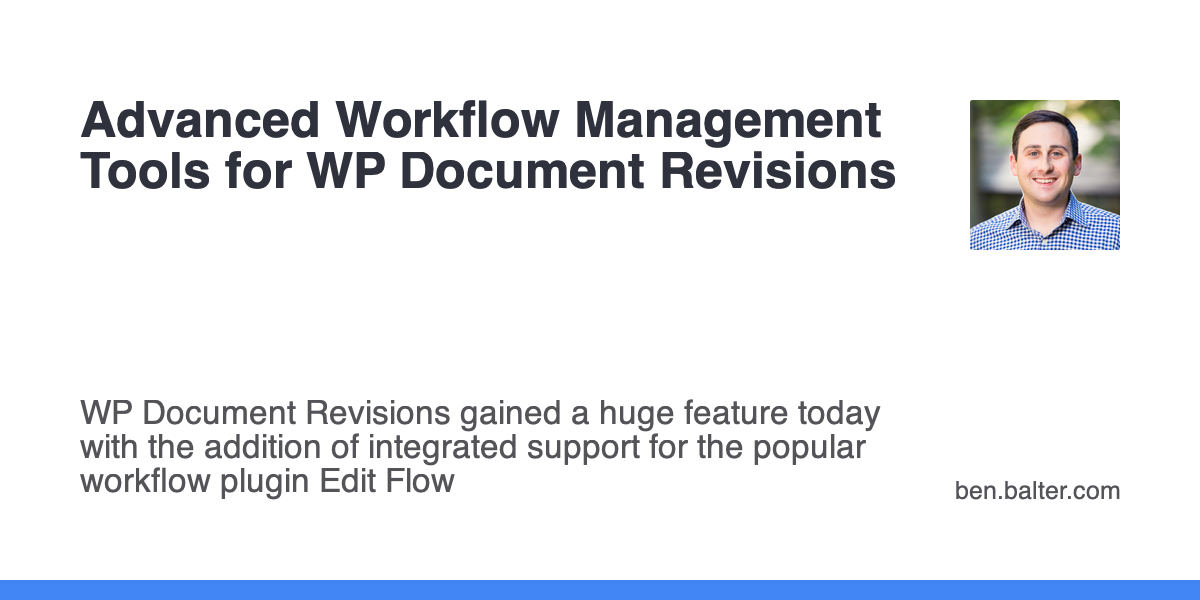 Advanced Workflow Management
Tools for WP Document Revisions
WP Document Revisions gained a huge feature today
with the addition of integrated support for the popular
workflow plugin Edit Flow
ben.balter.com